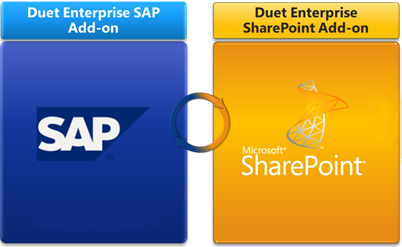 Duet Enterprise SAP
Add-on
Duet Enterprise
SharePoint Add-on
SAP
®
Microsoft®
SharePoint®